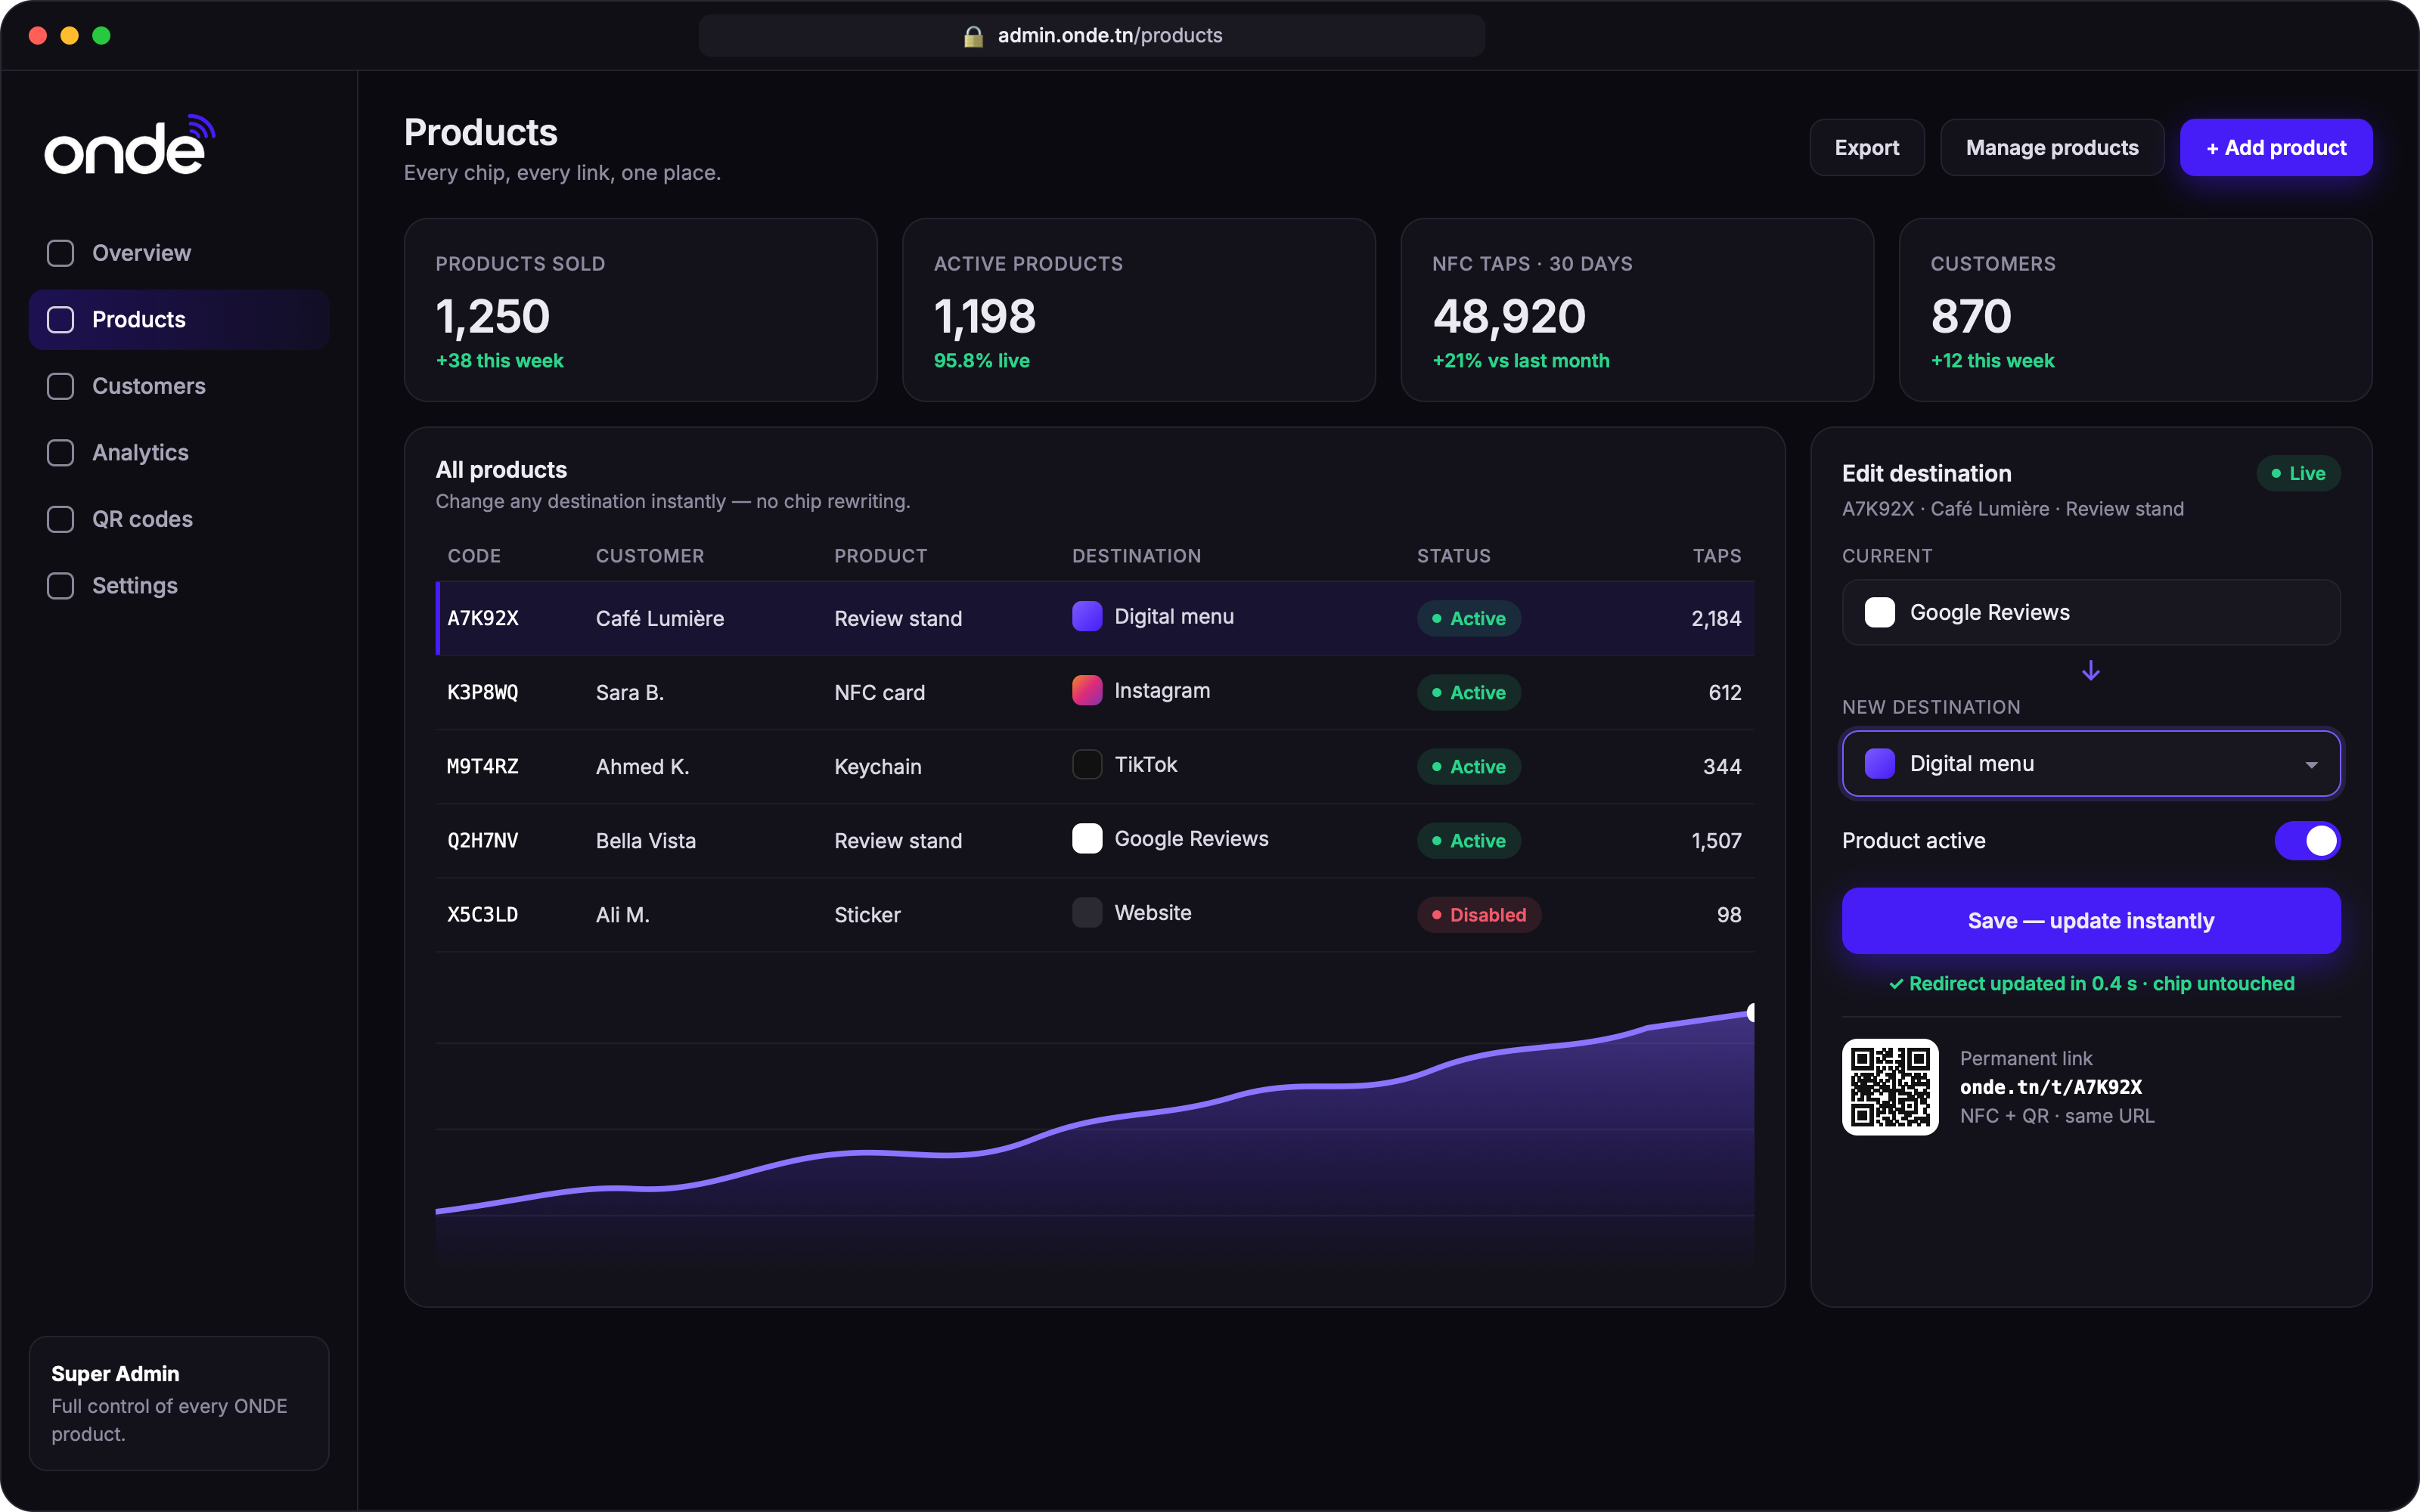 admin.onde.tn/products
onde
Overview
Products
Customers
Analytics
QR codes
Settings
Super Admin
Full control of every ONDE
product.
Products
Every chip, every link, one place.
Export
Manage products
+ Add product
PRODUCTS SOLD
1,250
+38 this week
ACTIVE PRODUCTS
1,198
95.8% live
NFC TAPS · 30 DAYS
48,920
+21% vs last month
CUSTOMERS
870
+12 this week
All products
Change any destination instantly — no chip rewriting.
CODE CUSTOMER PRODUCT DESTINATION STATUS TAPS
A7K92X Café Lumière Review stand Digital menu Active 2,184
K3P8WQ Sara B. NFC card Instagram Active 612
M9T4RZ Ahmed K. Keychain TikTok Active 344
Q2H7NV Bella Vista Review stand Google Reviews Active 1,507
X5C3LD Ali M. Sticker Website Disabled 98
Edit destination
Live
A7K92X · Café Lumière · Review stand
CURRENT
Google Reviews
↓
NEW DESTINATION
Digital menu
Product active
Save — update instantly
✓ Redirect updated in 0.4 s · chip untouched
Permanent link
onde.tn/t/A7K92X
NFC + QR · same URL